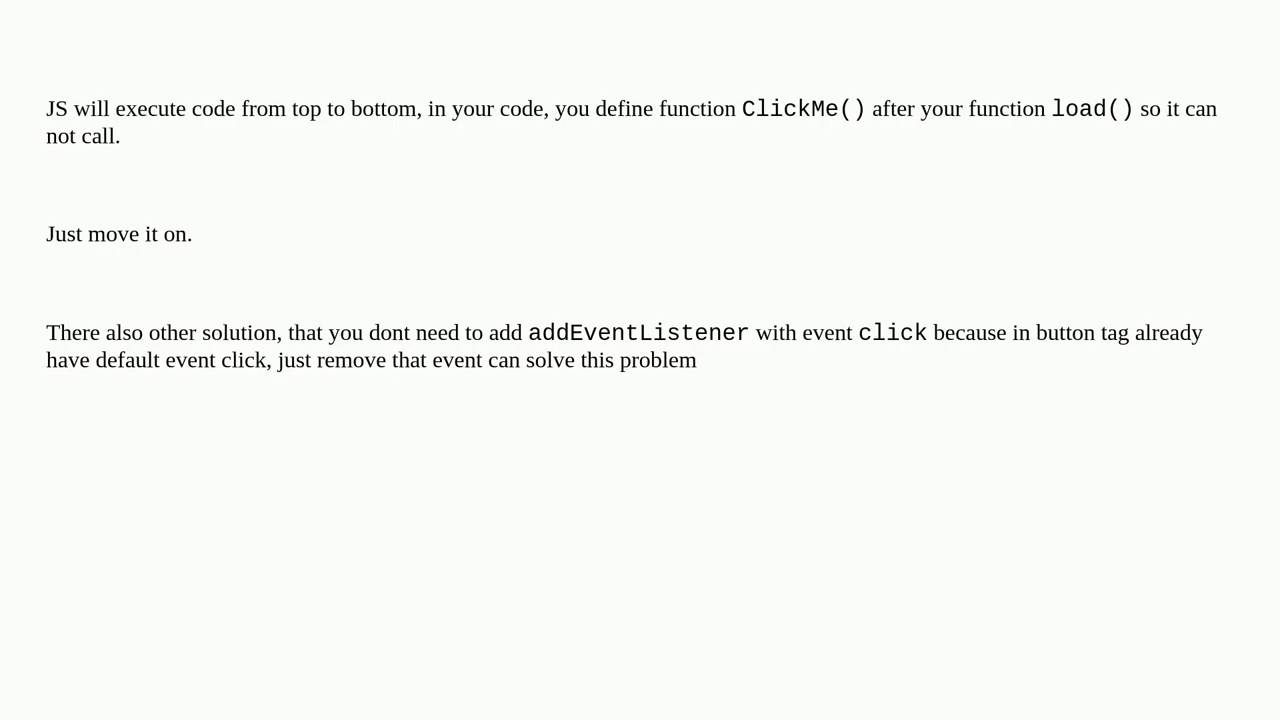 JS will execute code from top to bottom, in your code, you define function ClickMe() after your function load() so it can
not call.
Just move it on.
There also other solution, that you dont need to add addEventListener with event click because in button tag already
have default event click, just remove that event can solve this problem